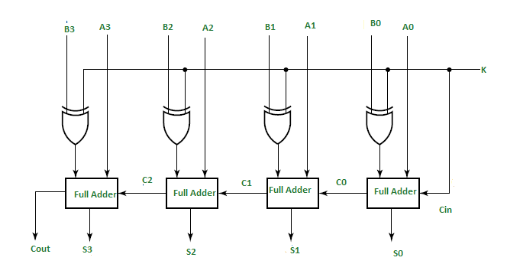 B3 A3 B2 A2 B1 A1 B0 A0
K
Full Adder C2 Full Adder C1 Full Adder C0 Full Adder
Cin
Cout S3 S2 S1 S0